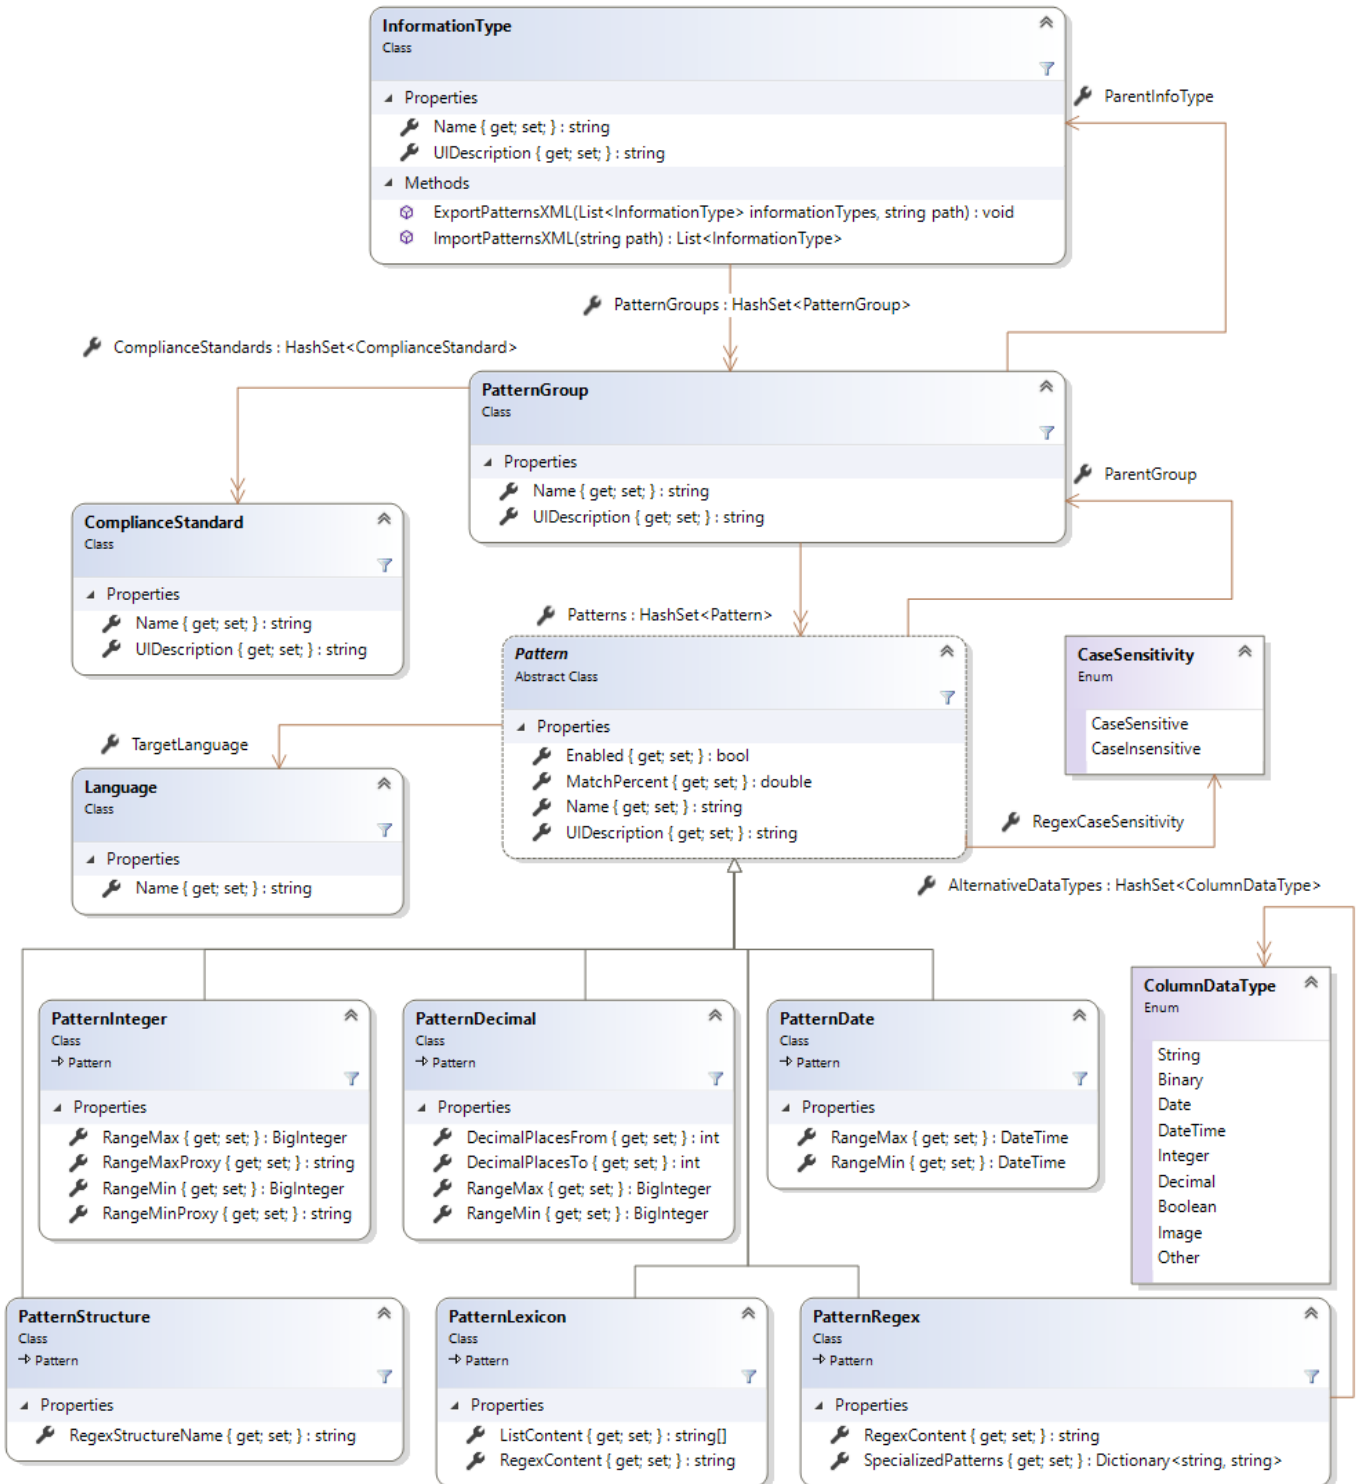 InformationType
Class
Properties
Name { get; set; } : string
UIDescription { get; set; } : string
Methods
ExportPatternsXML(List<InformationType> informationTypes, string path) : void
ImportPatternsXML(string path) : List<InformationType>
ParentInfoType
PatternGroups : HashSet<PatternGroup>
ComplianceStandards : HashSet<ComplianceStandard>
PatternGroup
Class
Properties
Name { get; set; } : string
UIDescription { get; set; } : string
ParentGroup
ComplianceStandard
Class
Properties
Name { get; set; } : string
UIDescription { get; set; } : string
Patterns : HashSet<Pattern>
Pattern
Abstract Class
Properties
Enabled { get; set; } : bool
MatchPercent { get; set; } : double
Name { get; set; } : string
UIDescription { get; set; } : string
CaseSensitivity
Enum
CaseSensitive
CaseInsensitive
TargetLanguage
Language
Class
Properties
Name { get; set; } : string
RegexCaseSensitivity
AlternativeDataTypes : HashSet<ColumnDataType>
ColumnDataType
Enum
String
Binary
Date
DateTime
Integer
Decimal
Boolean
Image
Other
PatternInteger
Class
Pattern
Properties
RangeMax { get; set; } : BigInteger
RangeMaxProxy { get; set; } : string
RangeMin { get; set; } : BigInteger
RangeMinProxy { get; set; } : string
PatternDecimal
Class
Pattern
Properties
DecimalPlacesFrom { get; set; } : int
DecimalPlacesTo { get; set; } : int
RangeMax { get; set; } : BigInteger
RangeMin { get; set; } : BigInteger
PatternDate
Class
Pattern
Properties
RangeMax { get; set; } : DateTime
RangeMin { get; set; } : DateTime
PatternStructure
Class
Pattern
Properties
RegexStructureName { get; set; } : string
PatternLexicon
Class
Pattern
Properties
ListContent { get; set; } : string[]
RegexContent { get; set; } : string
PatternRegex
Class
Pattern
Properties
RegexContent { get; set; } : string
SpecializedPatterns { get; set; } : Dictionary<string, string>